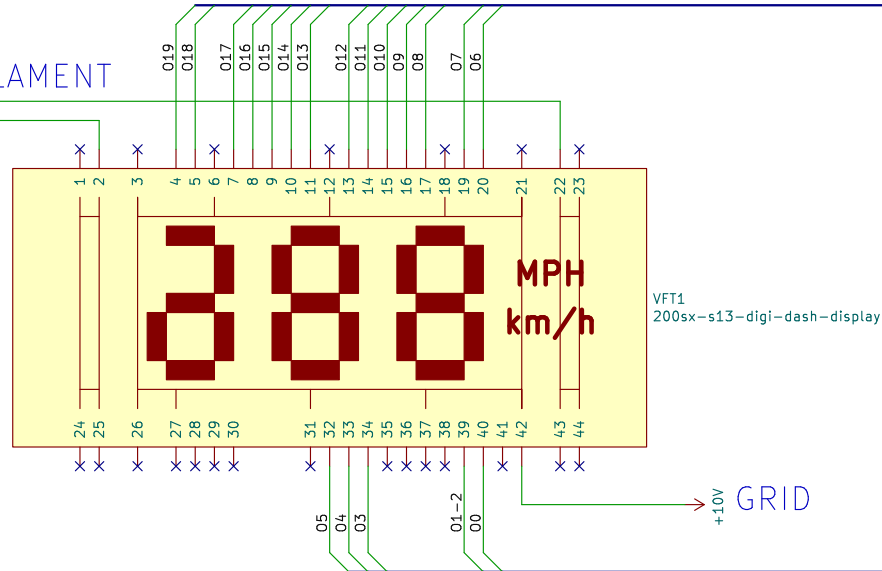 O19 O18 O17 O16 O15 O14 O13 O12 O11 O10 O9 O8 O7 O6
LAMENT
1 2 3 4 5 6 7 8 9 10 11 12 13 14 15 16 17 18 19 20 21 22 23
888 MPH
km/h
VFT1
200sx-s13-digi-dash-display
24 25 26 27 28 29 30 31 32 33 34 35 36 37 38 39 40 41 42 43 44
O5 O4 O3 O1-2 O0
+10V GRID